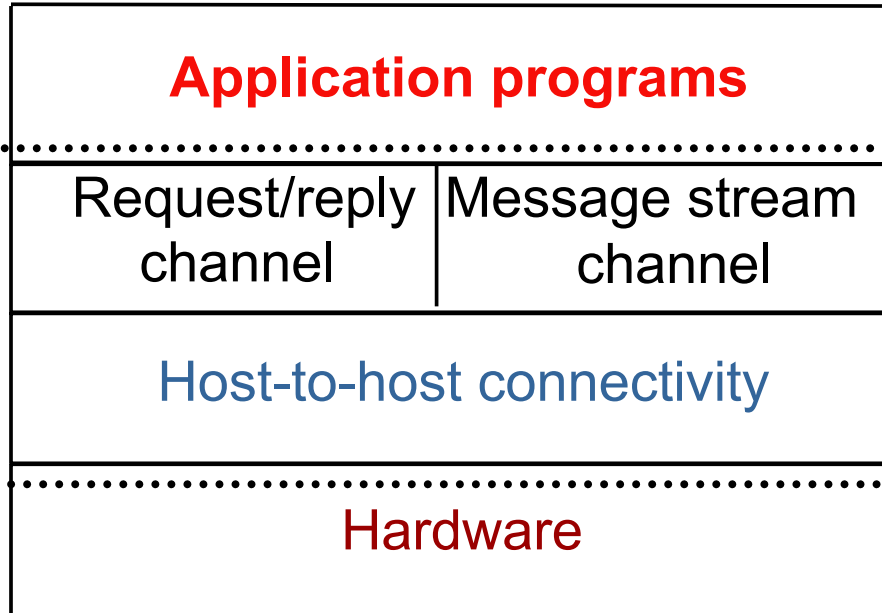 Application programs
Request/reply
channel
Message stream
channel
Host-to-host connectivity
Hardware